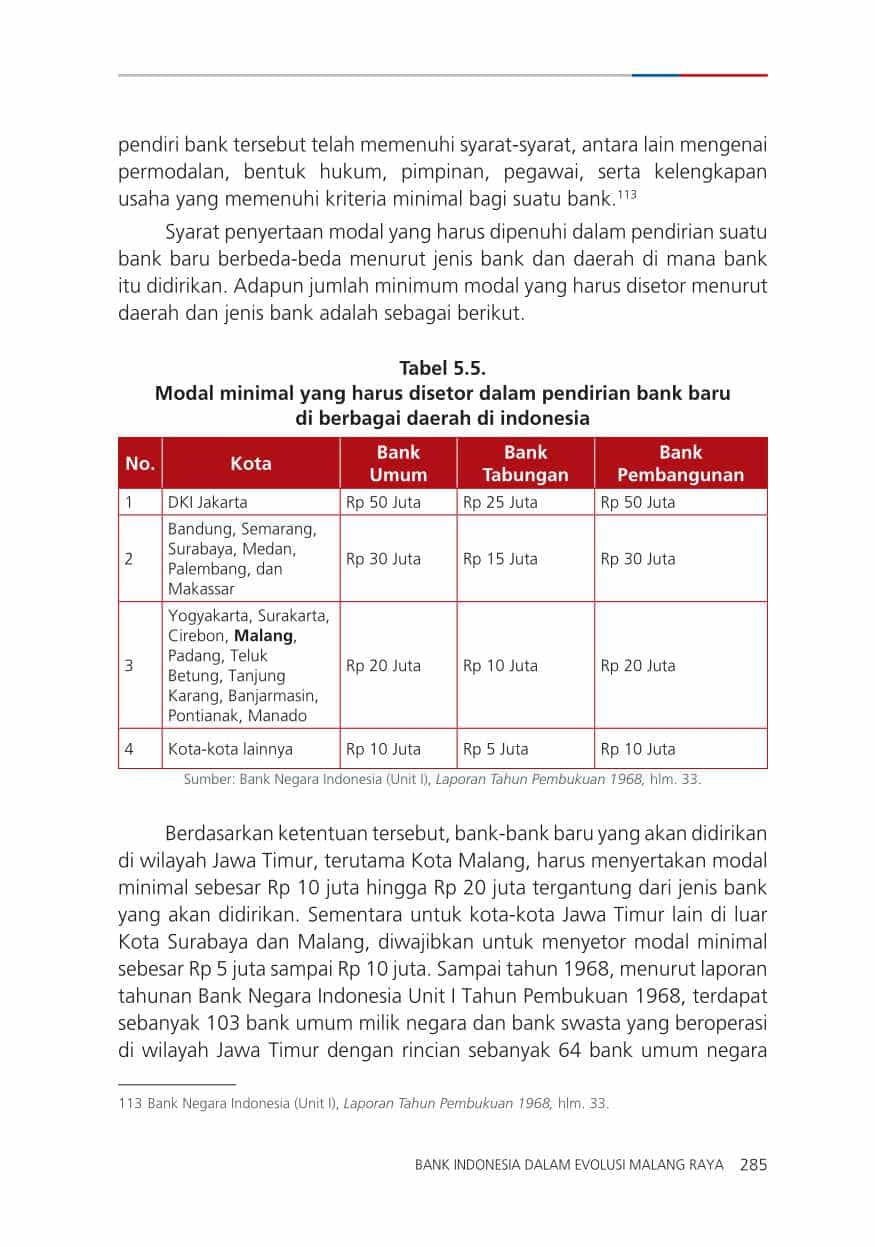 pendiri bank tersebut telah memenuhi syarat-syarat, antara lain mengenai
permodalan, bentuk hukum, pimpinan, pegawai, serta kelengkapan
usaha yang memenuhi kriteria minimal bagi suatu bank.113
Syarat penyertaan modal yang harus dipenuhi dalam pendirian suatu
bank baru berbeda-beda menurut jenis bank dan daerah di mana bank
itu didirikan. Adapun jumlah minimum modal yang harus disetor menurut
daerah dan jenis bank adalah sebagai berikut.
Tabel 5.5.
Modal minimal yang harus disetor dalam pendirian bank baru
di berbagai daerah di indonesia
No. Kota Bank Umum Bank Tabungan Bank Pembangunan
1 DKI Jakarta Rp 50 Juta Rp 25 Juta Rp 50 Juta
2 Bandung, Semarang,
Surabaya, Medan,
Palembang, dan
Makassar
Rp 30 Juta Rp 15 Juta Rp 30 Juta
3 Yogyakarta, Surakarta,
Cirebon, Malang,
Padang, Teluk
Betung, Tanjung
Karang, Banjarmasin,
Pontianak, Manado
Rp 20 Juta Rp 10 Juta Rp 20 Juta
4 Kota-kota lainnya Rp 10 Juta Rp 5 Juta Rp 10 Juta
Sumber: Bank Negara Indonesia (Unit I), Laporan Tahun Pembukuan 1968, hlm. 33.
Berdasarkan ketentuan tersebut, bank-bank baru yang akan didirikan
di wilayah Jawa Timur, terutama Kota Malang, harus menyertakan modal
minimal sebesar Rp 10 juta hingga Rp 20 juta tergantung dari jenis bank
yang akan didirikan. Sementara untuk kota-kota Jawa Timur lain di luar
Kota Surabaya dan Malang, diwajibkan untuk menyetor modal minimal
sebesar Rp 5 juta sampai Rp 10 juta. Sampai tahun 1968, menurut laporan
tahunan Bank Negara Indonesia Unit I Tahun Pembukuan 1968, terdapat
sebanyak 103 bank umum milik negara dan bank swasta yang beroperasi
di wilayah Jawa Timur dengan rincian sebanyak 64 bank umum negara
113 Bank Negara Indonesia (Unit I), Laporan Tahun Pembukuan 1968, hlm. 33.
BANK INDONESIA DALAM EVOLUSI MALANG RAYA 285